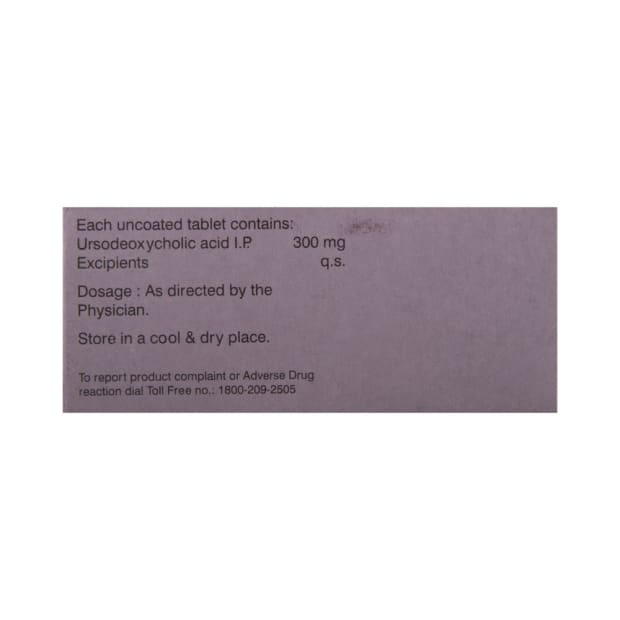 Each uncoated tablet contains:
Ursodeoxycholic acid I.P. 300 mg
Excipients q.s.
Dosage : As directed by the
Physician.
Store in a cool & dry place.
To report product complaint or Adverse Drug
reaction dial Toll Free no.: 1800-209-2505